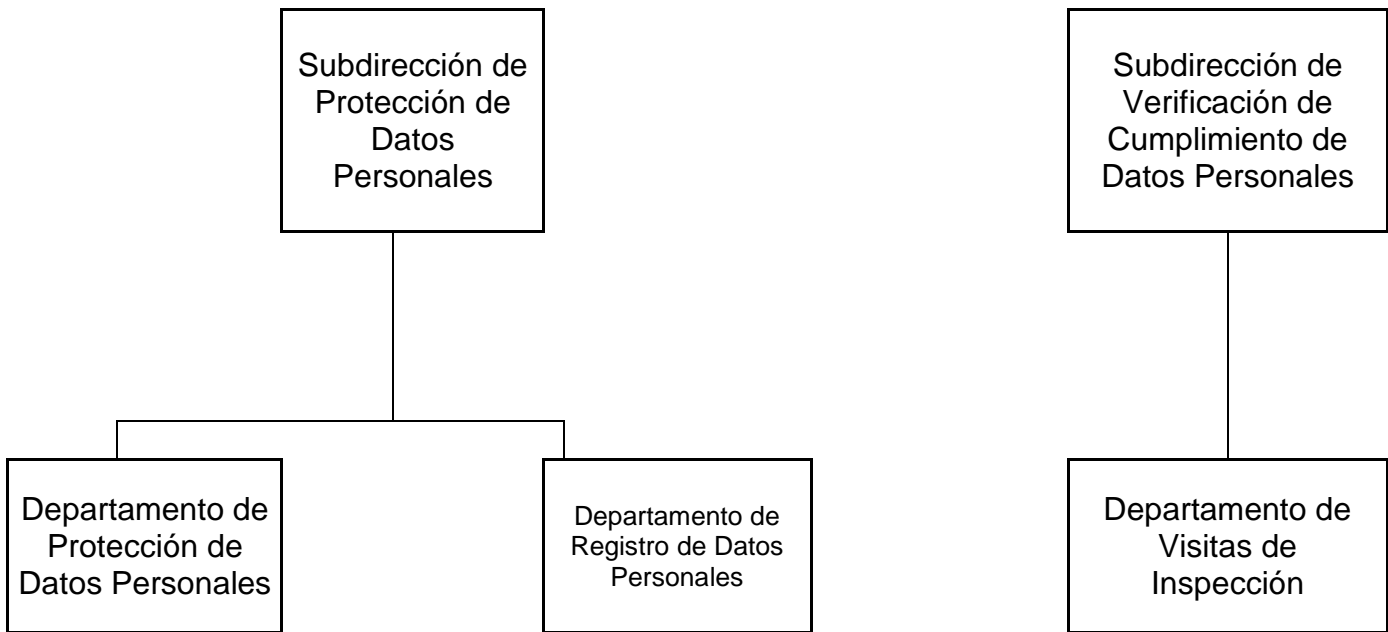 Subdirección de
Protección de
Datos
Personales
Subdirección de
Verificación de
Cumplimiento de
Datos Personales
Departamento de
Protección de
Datos Personales
Departamento de
Registro de Datos
Personales
Departamento de
Visitas de
Inspección